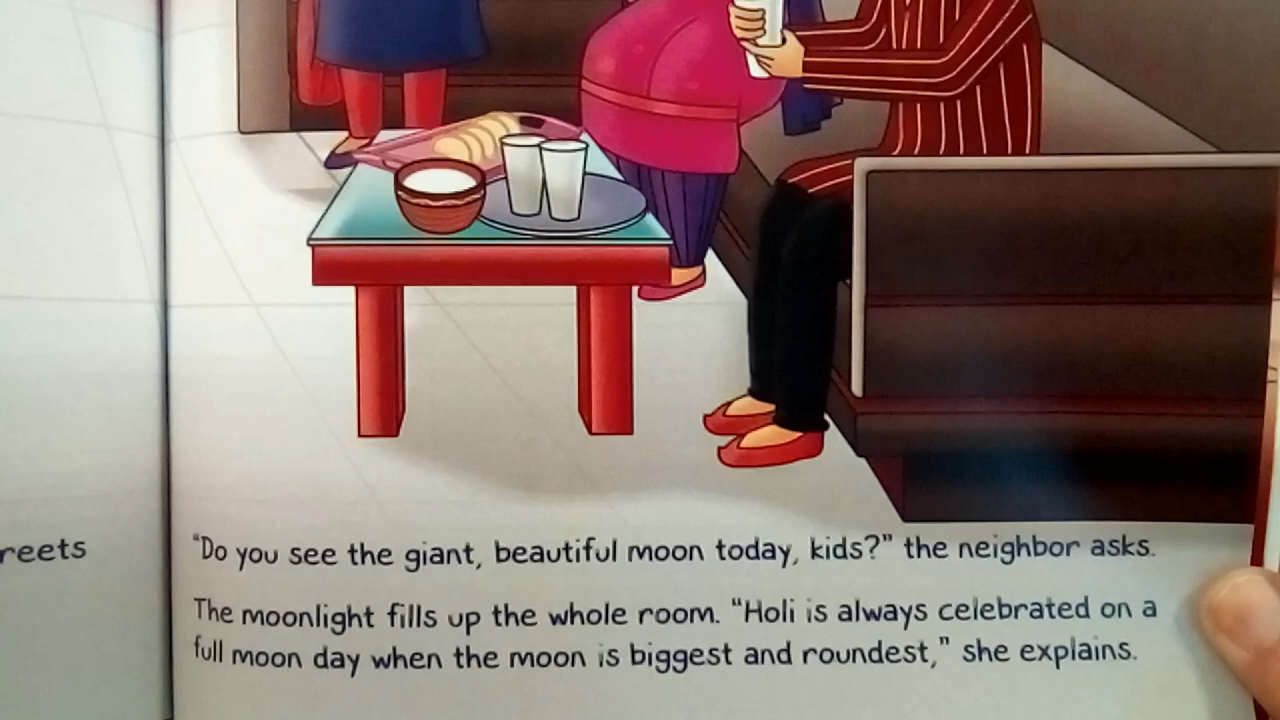 reets
"Do you see the giant, beautiful moon today, kids?" the neighbor asks.
The moonlight fills up the whole room. "Holi is always celebrated on a
full moon day when the moon is biggest and roundest," she explains.